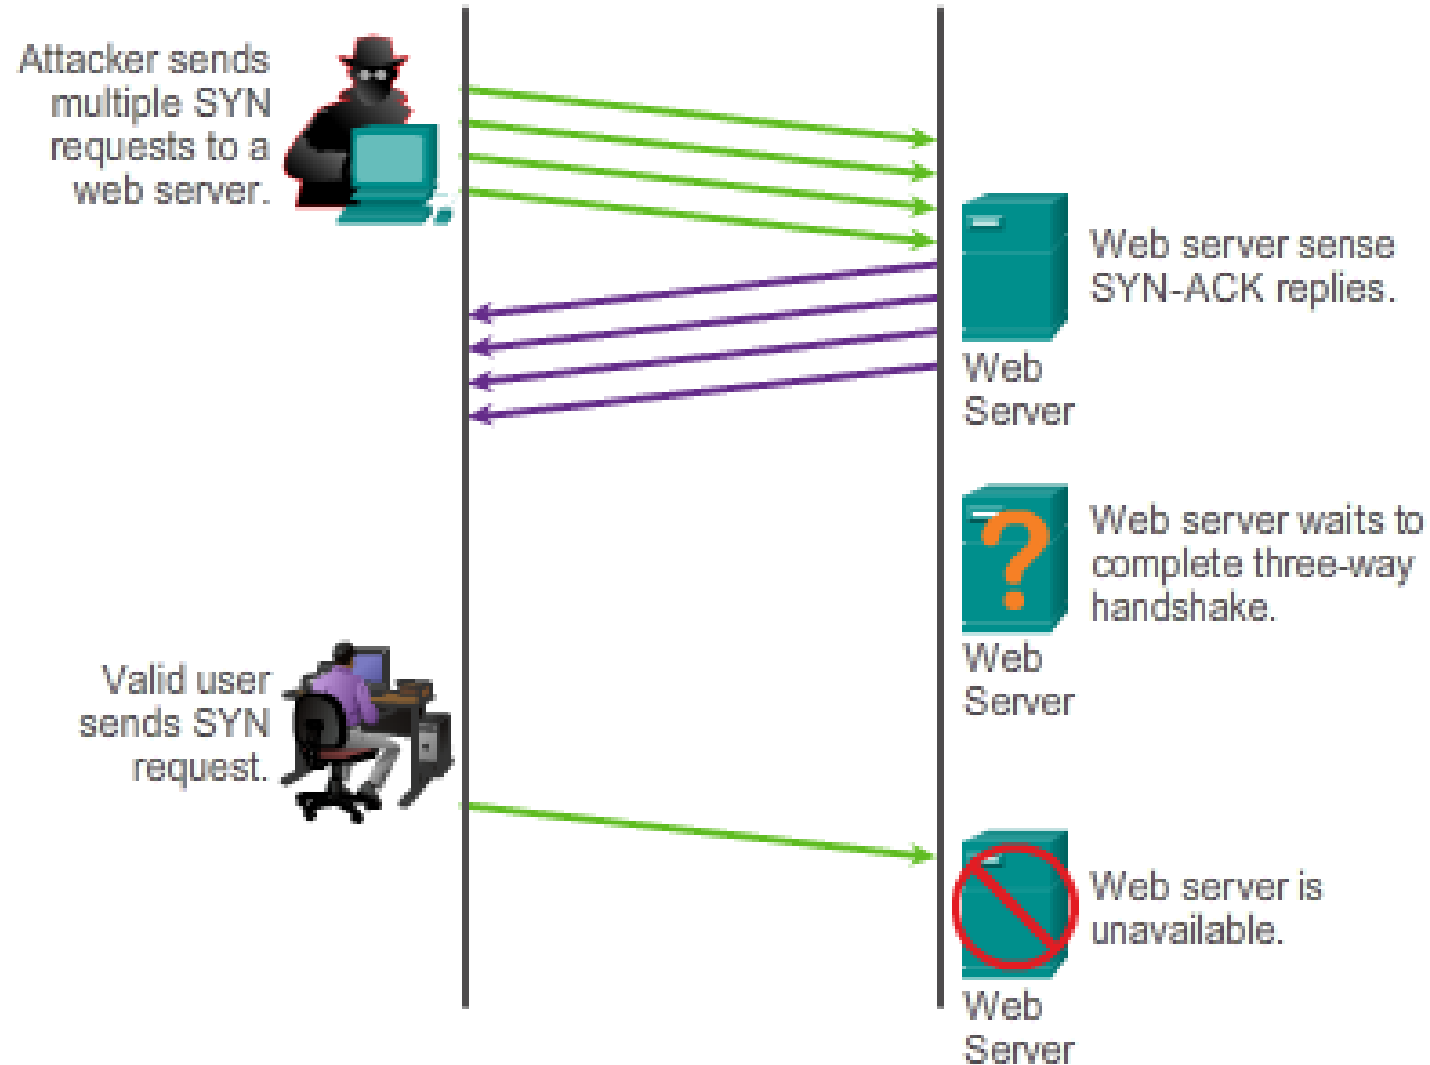 Attacker sends
multiple SYN
requests to a
web server.
Web server sense
SYN-ACK replies.
Web
Server
Web server waits to
complete three-way
handshake.
Web
Server
Valid user
sends SYN
request.
Web server is
unavailable.
Web
Server